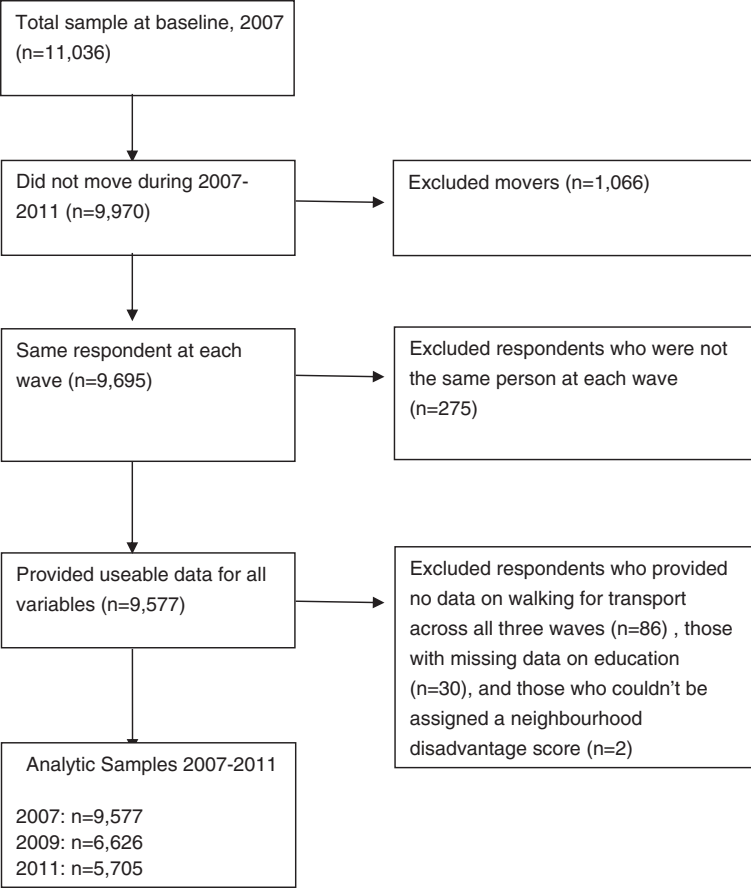 Total sample at baseline, 2007
(n=11,036)
Did not move during 2007-
2011 (n=9,970)
Excluded movers (n=1,066)
Same respondent at each
wave (n=9,695)
Excluded respondents who were not
the same person at each wave
(n=275)
Provided useable data for all
variables (n=9,577)
Excluded respondents who provided
no data on walking for transport
across all three waves (n=86) , those
with missing data on education
(n=30), and those who couldn’t be
assigned a neighbourhood
disadvantage score (n=2)
Analytic Samples 2007-2011
2007: n=9,577
2009: n=6,626
2011: n=5,705